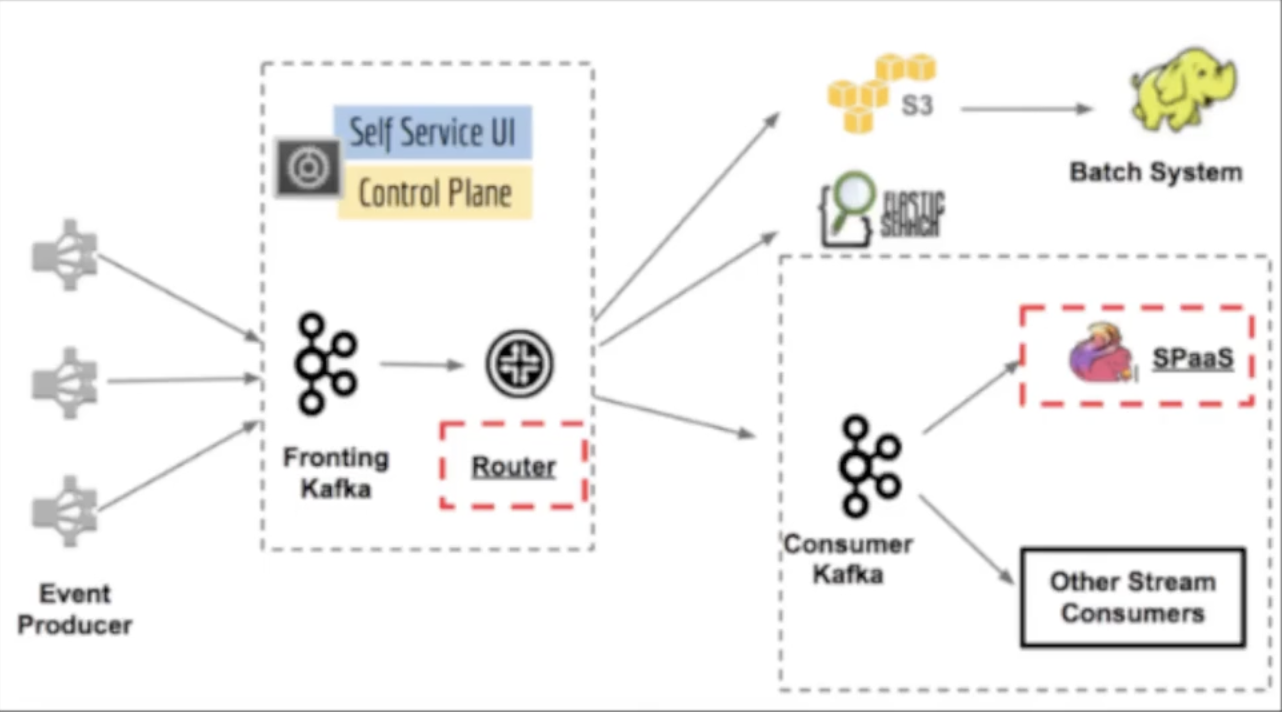 Self Service UI
Control Plane
Fronting
Kafka
Router
Event
Producer
S3
Batch System
ELASTIC
SEARCH
SPaaS
Consumer
Kafka
Other Stream
Consumers